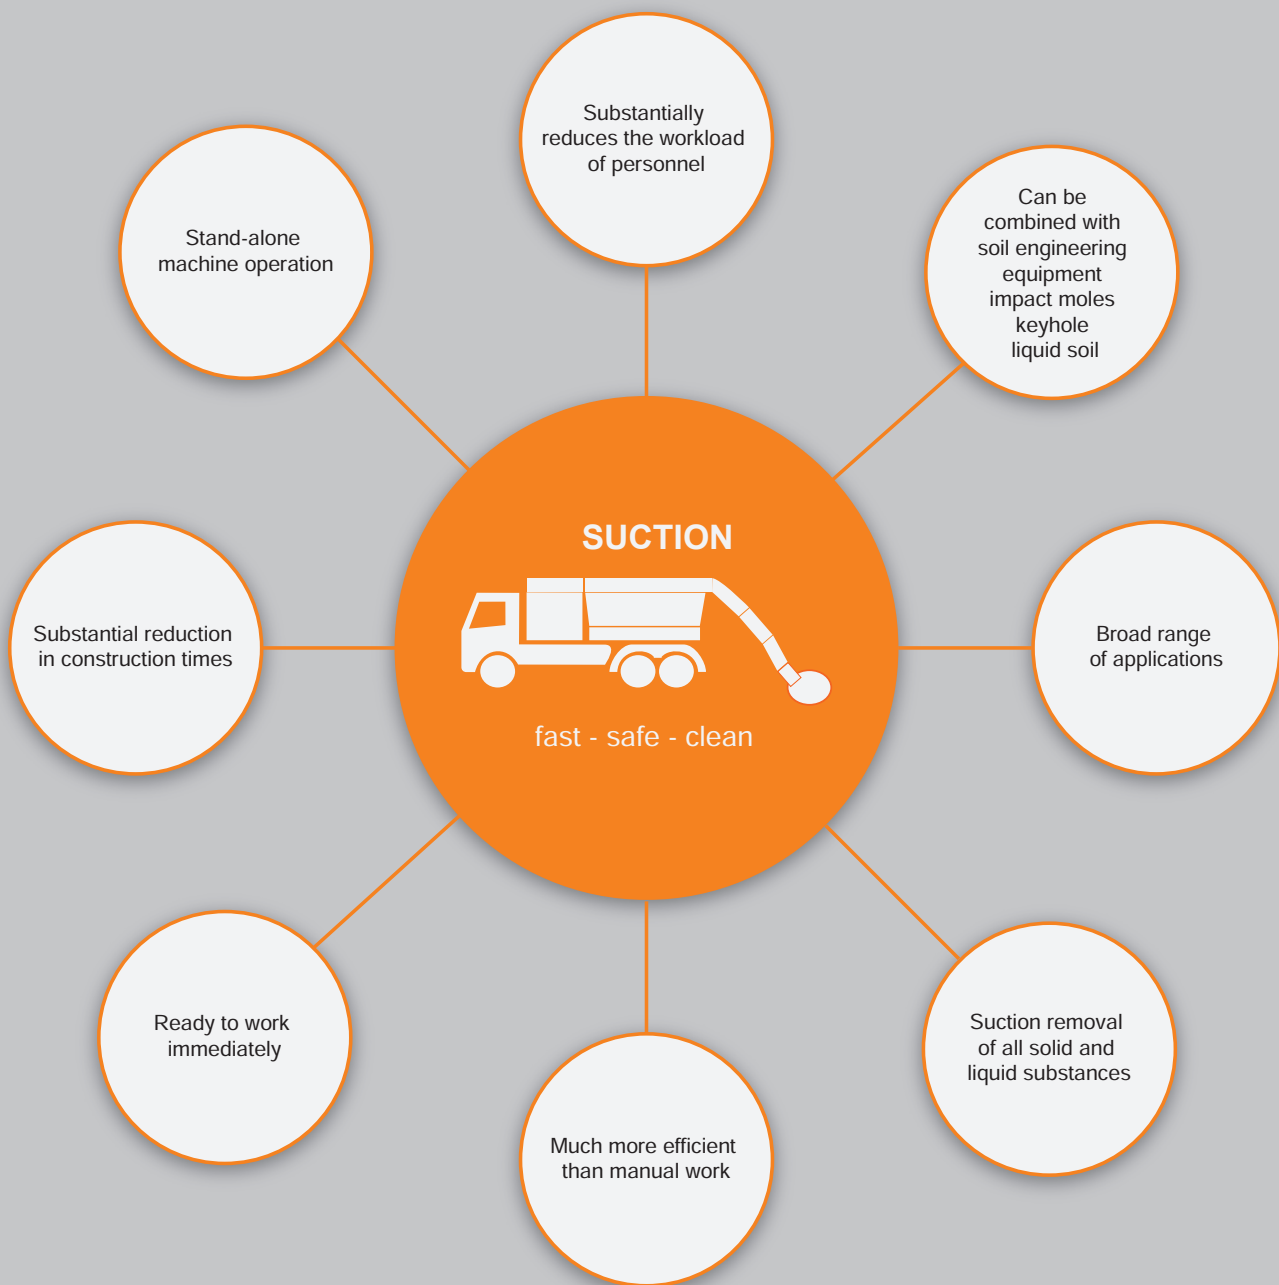 Substantially
reduces the workload
of personnel
Stand-alone
machine operation
Can be
combined with
soil engineering
equipment
impact moles
keyhole
liquid soil
SUCTION
fast - safe - clean
Substantial reduction
in construction times
Broad range
of applications
Ready to work
immediately
Suction removal
of all solid and
liquid substances
Much more efficient
than manual work